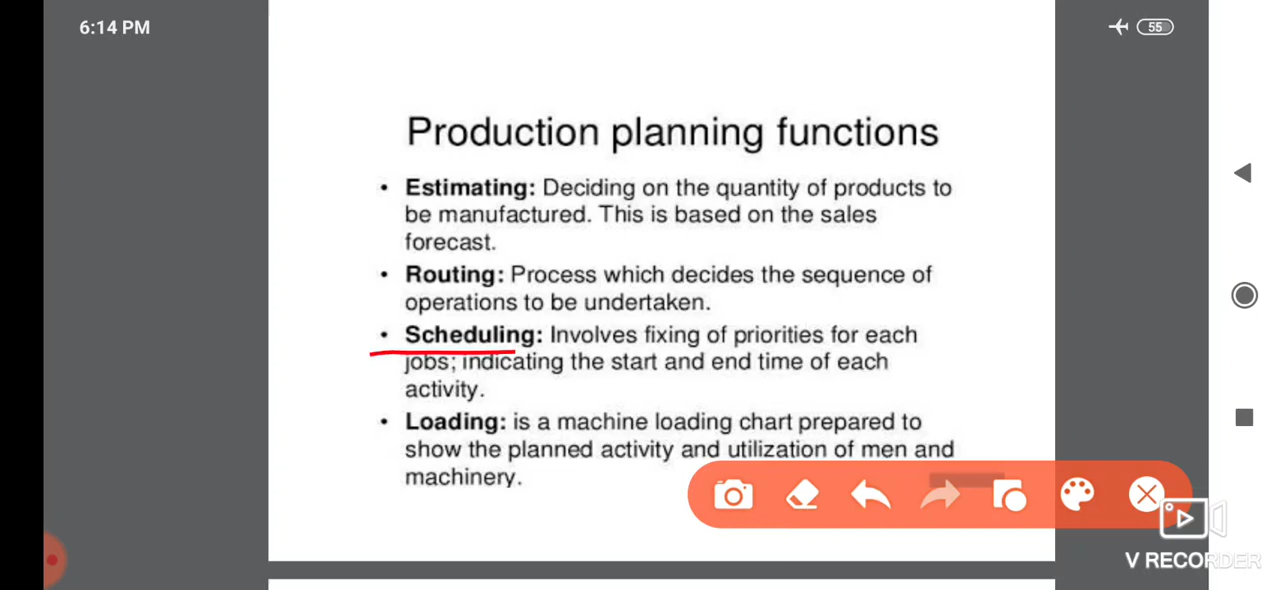 6:14 PM
55
Production planning functions
• Estimating: Deciding on the quantity of products to
be manufactured. This is based on the sales
forecast.
• Routing: Process which decides the sequence of
operations to be undertaken.
• Scheduling: Involves fixing of priorities for each
jobs; indicating the start and end time of each
activity.
• Loading: is a machine loading chart prepared to
show the planned activity and utilization of men and
machinery.
V RECORDER